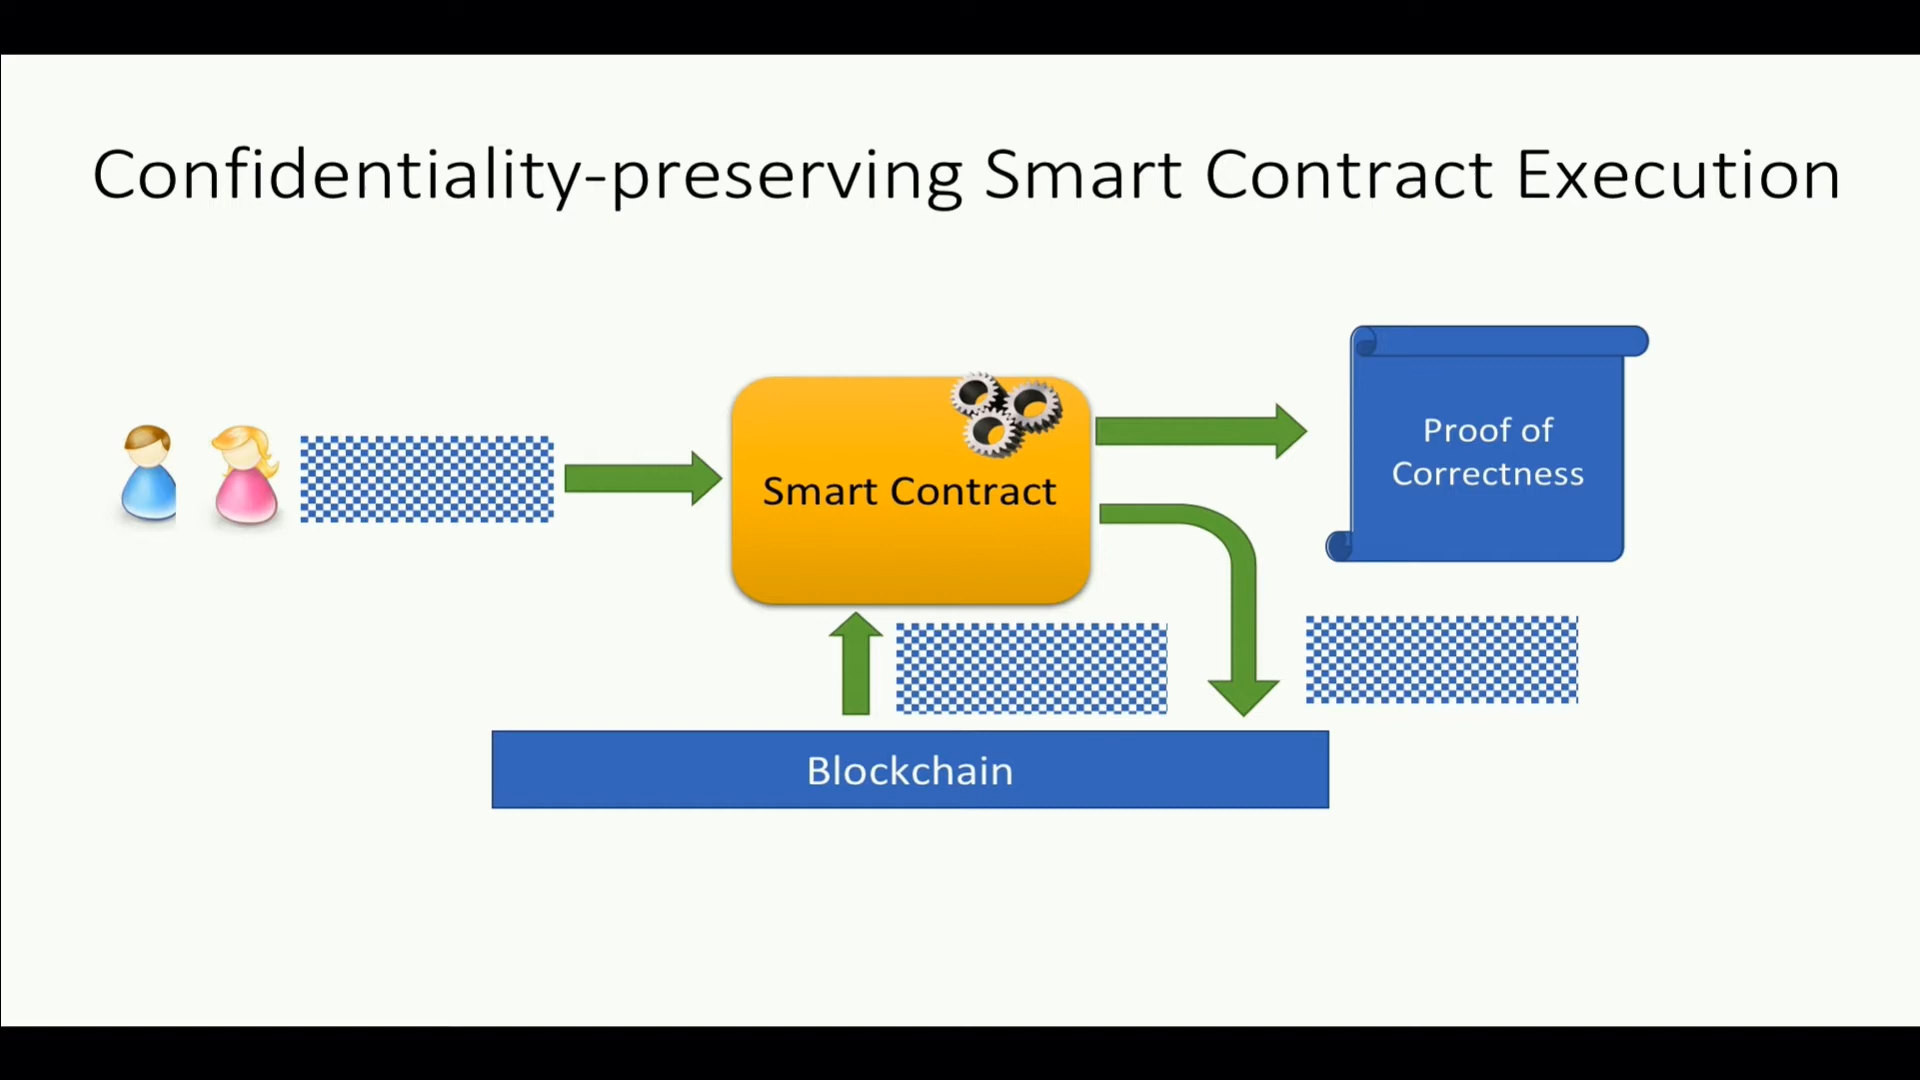 Confidentiality-preserving Smart Contract Execution
Smart Contract
Proof of
Correctness
Blockchain